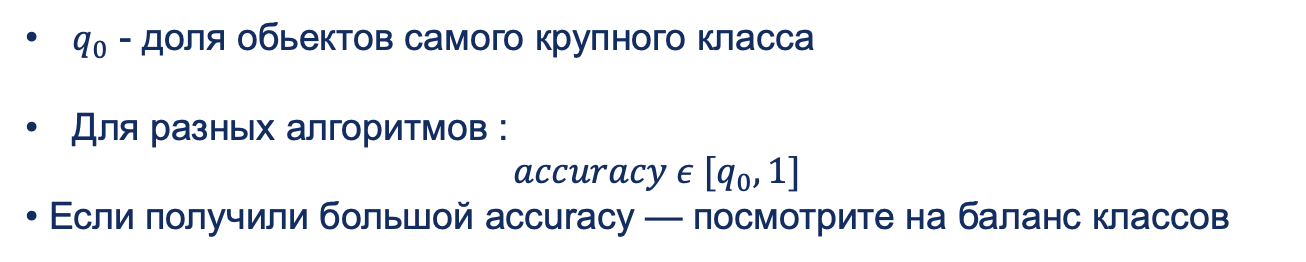 • q₀ - доля обьектов самого крупного класса
• Для разных алгоритмов :
accuracy ϵ [q₀, 1]
• Если получили большой accuracy — посмотрите на баланс классов